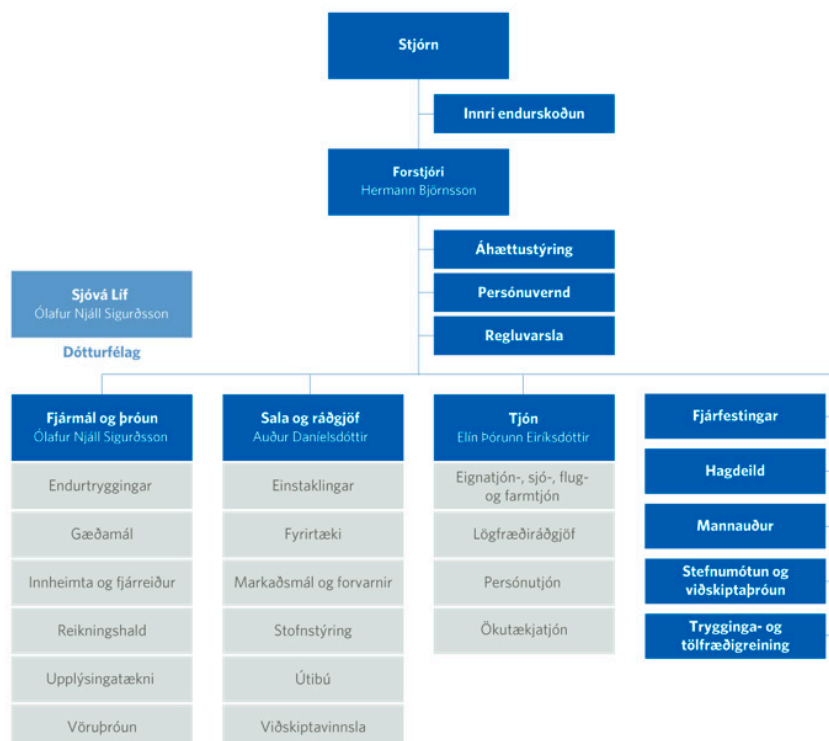 Stjórn
Innri endurskoðun
Forstjóri
Hermann Björnsson
Áhættustýring
Persónuvernd
Regluvarsla
Sjóvá Líf
Ólafur Njáll Sigurðsson
Dótturfélag
Fjármál og þróun
Ólafur Njáll Sigurðsson
Endurtryggingar
Gæðamál
Innheimta og fjárreiður
Reikningshald
Upplýsingatækni
Vöruþróun
Sala og ráðgjöf
Auður Daníelsdóttir
Einstaklingar
Fyrirtæki
Markaðsmál og forvarnir
Stofnstýring
Útibú
Viðskiptavinnsla
Tjón
Elín Þórunn Eiríksdóttir
Eignatjón-, sjó-, flug-
og farmtjón
Lögfræðiráðgjöf
Persónutjón
Ökutækjatjón
Fjárfestingar
Hagdeild
Mannauður
Stefnumótun og
viðskiptaþróun
Trygginga- og
tölfræðigreining